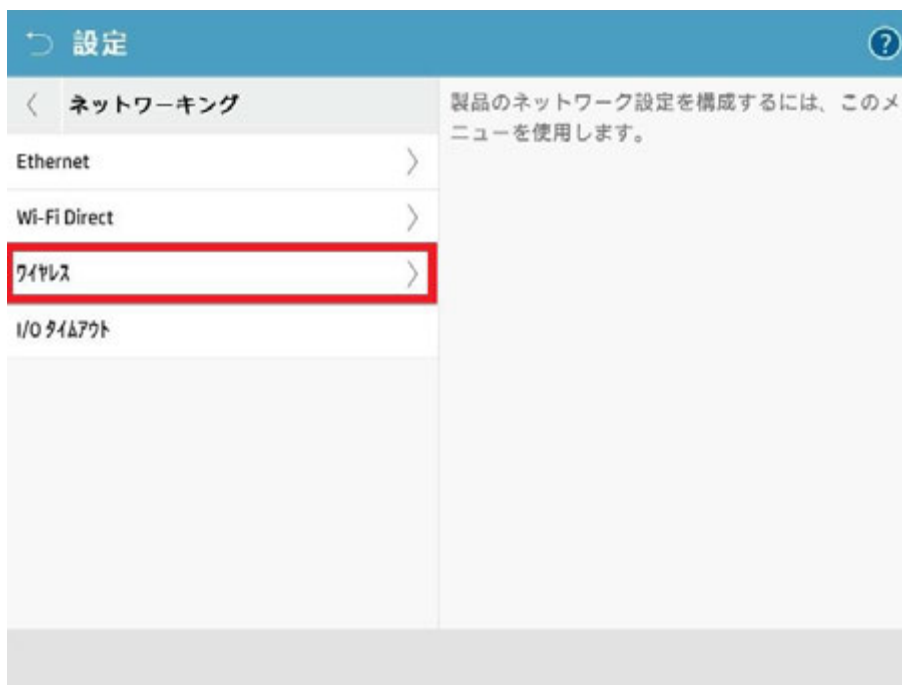 設定
?
ネットワーキング
製品のネットワーク設定を構成するには、このメ
ニューを使用します。
Ethernet
Wi-Fi Direct
ワイヤレス
I/O タイムアウト